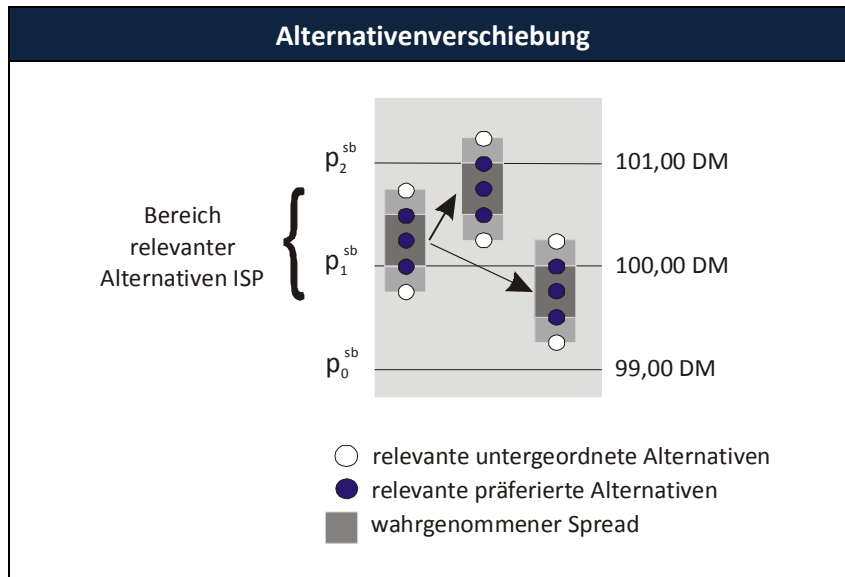 Alternativenverschiebung
p₂ˢᵇ
101,00 DM
Bereich
relevanter
Alternativen ISP
p₁ˢᵇ
100,00 DM
p₀ˢᵇ
99,00 DM
relevante untergeordnete Alternativen
relevante präferierte Alternativen
wahrgenommener Spread